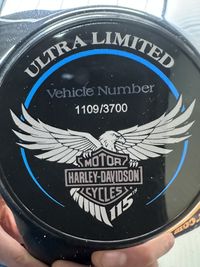 ULTRA LIMITED
Vehicle Number
1109/3700
MOTOR
HARLEY-DAVIDSON
CYCLES
115